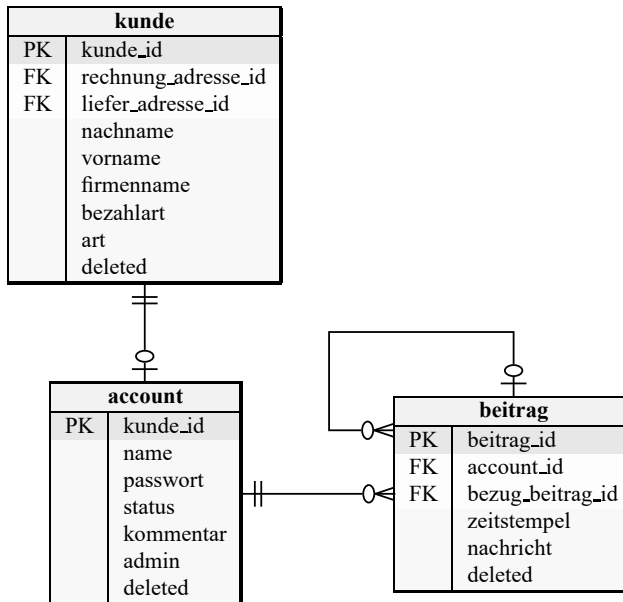 kunde
PK kunde_id
FK rechnung_adresse_id
FK liefer_adresse_id
nachname
vorname
firmenname
bezahlart
art
deleted
account
PK kunde_id
name
passwort
status
kommentar
admin
deleted
beitrag
PK beitrag_id
FK account_id
FK bezug_beitrag_id
zeitstempel
nachricht
deleted